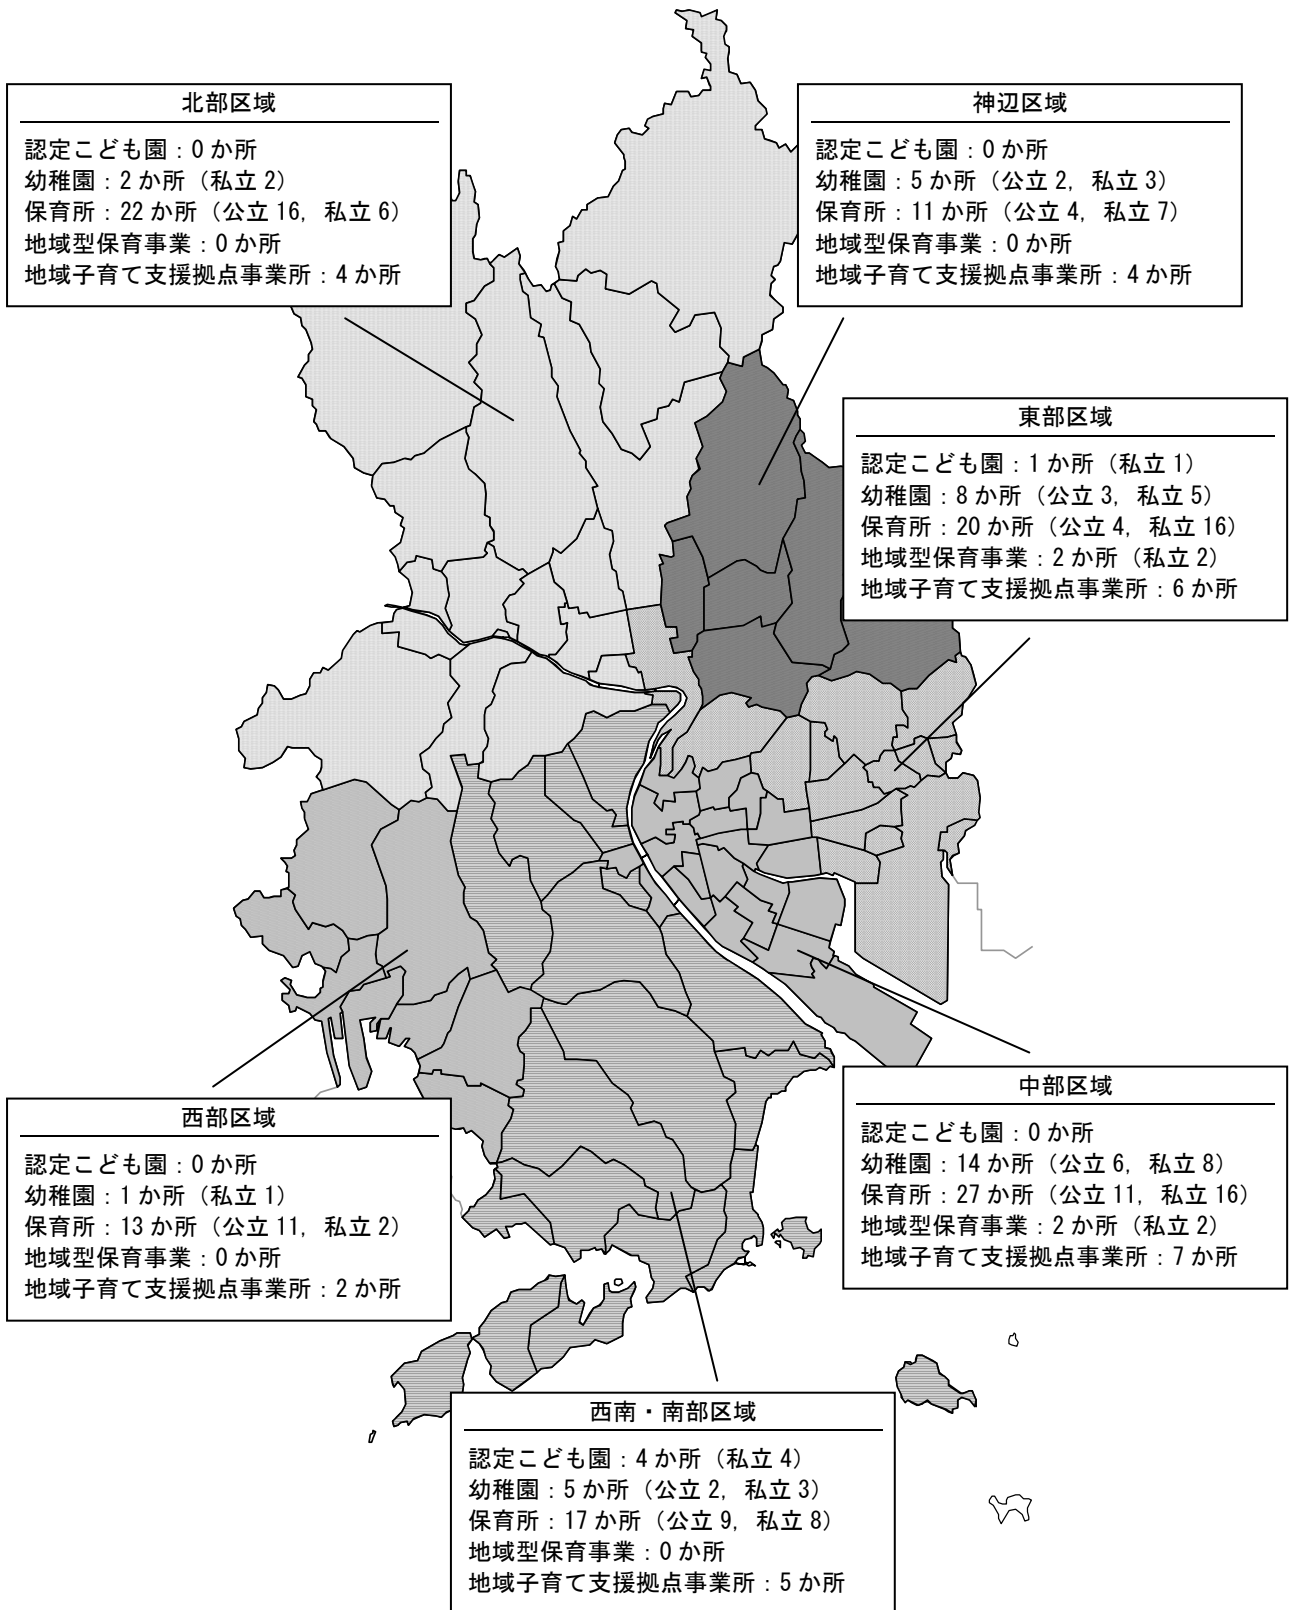 北部区域
認定こども園：0か所
幼稚園：2か所（私立2）
保育所：22か所（公立16，私立6）
地域型保育事業：0か所
地域子育て支援拠点事業所：4か所
神辺区域
認定こども園：0か所
幼稚園：5か所（公立2，私立3）
保育所：11か所（公立4，私立7）
地域型保育事業：0か所
地域子育て支援拠点事業所：4か所
東部区域
認定こども園：1か所（私立1）
幼稚園：8か所（公立3，私立5）
保育所：20か所（公立4，私立16）
地域型保育事業：2か所（私立2）
地域子育て支援拠点事業所：6か所
西部区域
認定こども園：0か所
幼稚園：1か所（私立1）
保育所：13か所（公立11，私立2）
地域型保育事業：0か所
地域子育て支援拠点事業所：2か所
中部区域
認定こども園：0か所
幼稚園：14か所（公立6，私立8）
保育所：27か所（公立11，私立16）
地域型保育事業：2か所（私立2）
地域子育て支援拠点事業所：7か所
西南・南部区域
認定こども園：4か所（私立4）
幼稚園：5か所（公立2，私立3）
保育所：17か所（公立9，私立8）
地域型保育事業：0か所
地域子育て支援拠点事業所：5か所